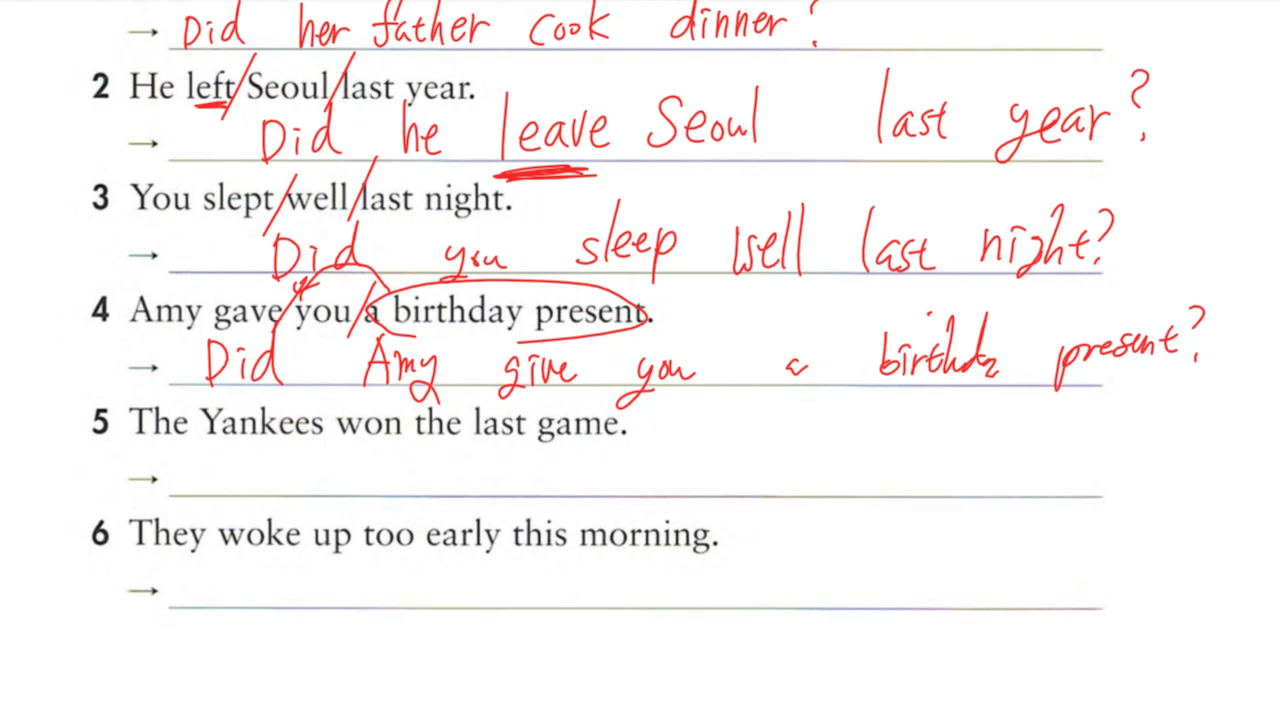 → Did her father cook dinner?
2 He left/Seoul/last year.
→ Did he leave Seoul last year?
3 You slept/well/last night.
→ Did you sleep well last night?
4 Amy gave/you/a birthday present.
→ Did Amy give you a present?
5 The Yankees won the last game.
→
6 They woke up too early this morning.
→